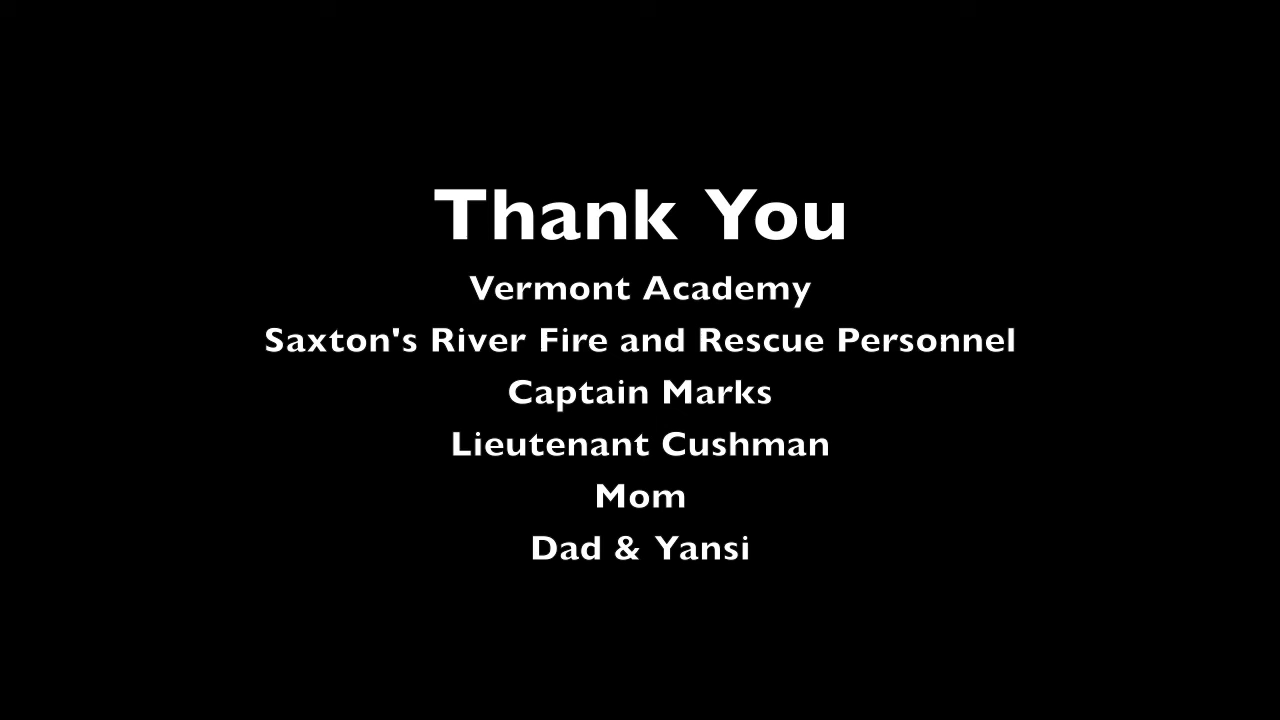 Thank You
Vermont Academy
Saxton's River Fire and Rescue Personnel
Captain Marks
Lieutenant Cushman
Mom
Dad & Yansi